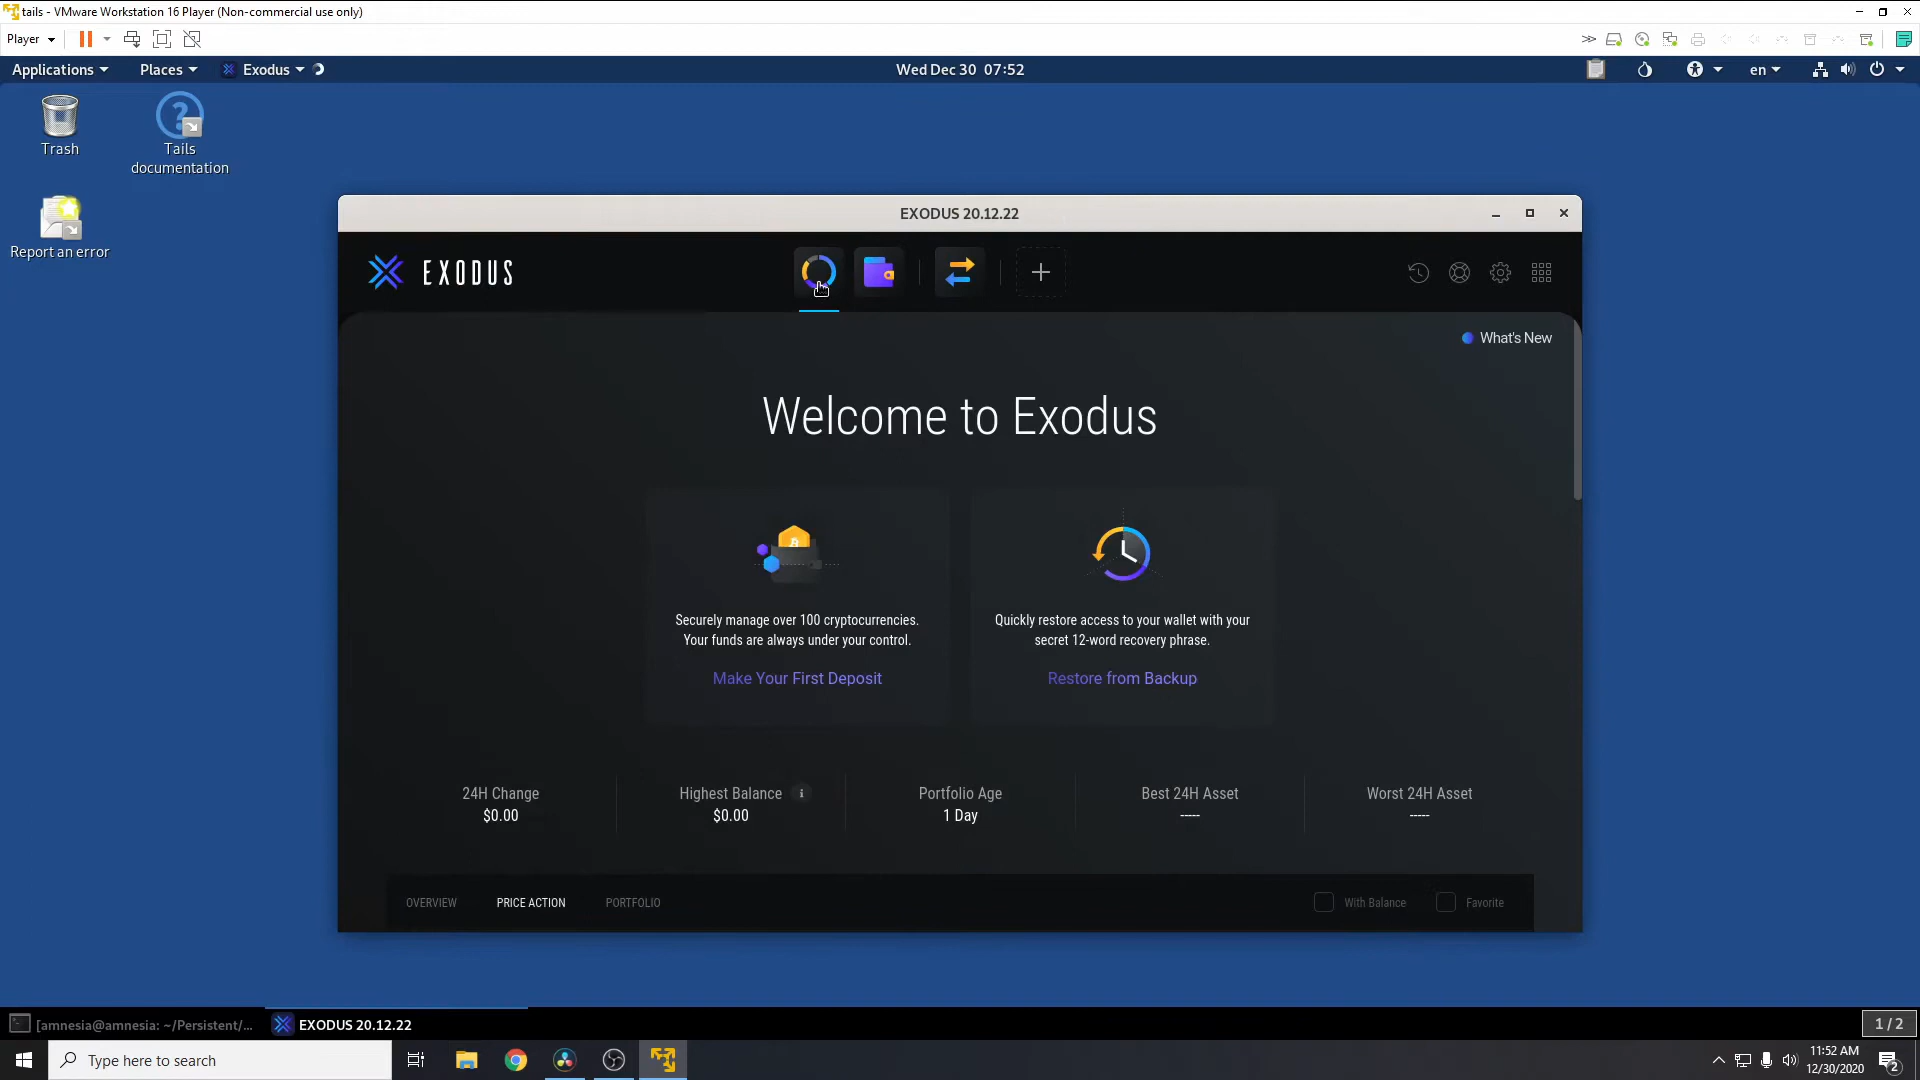 tails - VMware Workstation 16 Player (Non-commercial use only)
Player
Applications
Places
Exodus
Wed Dec 30 07:52
en
Trash
Tails
documentation
Report an error
EXODUS 20.12.22
EXODUS
What's New
Welcome to Exodus
Securely manage over 100 cryptocurrencies.
Your funds are always under your control.
Make Your First Deposit
Quickly restore access to your wallet with your
secret 12-word recovery phrase.
Restore from Backup
24H Change
$0.00
Highest Balance
$0.00
Portfolio Age
1 Day
Best 24H Asset
-----
Worst 24H Asset
-----
OVERVIEW
PRICE ACTION
PORTFOLIO
With Balance
Favorite
[amnesia@amnesia: ~/Persistent/...
EXODUS 20.12.22
1 / 2
Type here to search
11:52 AM
12/30/2020
2